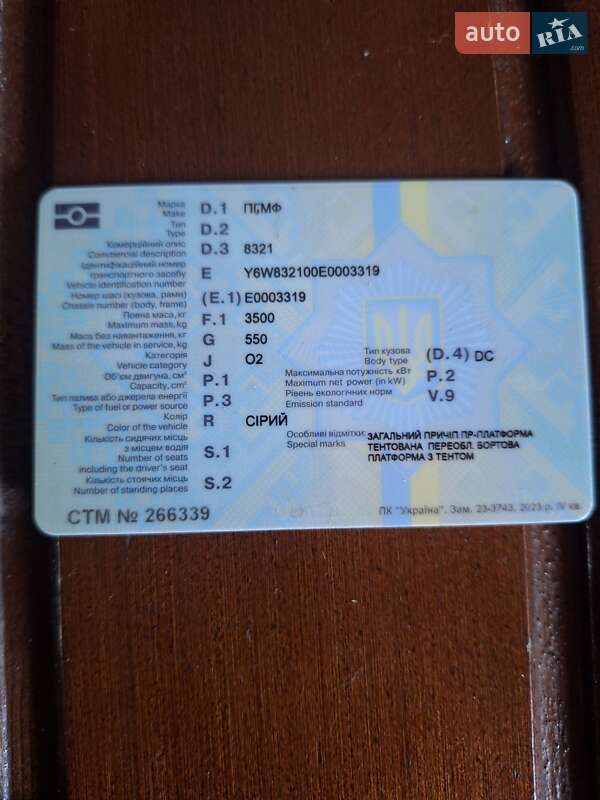 auto RIA .com
Марка
Make D.1 ПГМФ
Тип
Type D.2
Комерційний опис
Commercial description D.3 8321
Ідентифікаційний номер
транспортного засобу E Y6W832100E0003319
Vehicle identification number
Номер шасі (кузова, рами) (E.1) E0003319
Chassis number (body, frame)
Повна маса, кг F.1 3500
Maximum mass, kg
Маса без навантаження, кг G 550
Mass of the vehicle in service, kg
Категорія J O2
Vehicle category
Тип кузова (D.4) DC
Body type
Об'єм двигуна, см³ P.1
Capacity, cm³
Максимальна потужність кВт P.2
Maximum net power (in kW)
Тип палива або джерела енергії P.3
Type of fuel or power source
Рівень екологічних норм V.9
Emission standard
Колір R СІРИЙ
Color of the vehicle
Кількість сидячих місць
з місцем водія S.1
Number of seats
including the driver's seat
Особливі відмітки: ЗАГАЛЬНИЙ ПРИЧІП ПР-ПЛАТФОРМА
Special marks ТЕНТОВАНА. ПЕРЕОБЛ. БОРТОВА
ПЛАТФОРМА З ТЕНТОМ
Кількість стоячих місць S.2
Number of standing places
СТМ № 266339
ПК "Україна". Зам. 23-3743, 2023 р. IV кв.